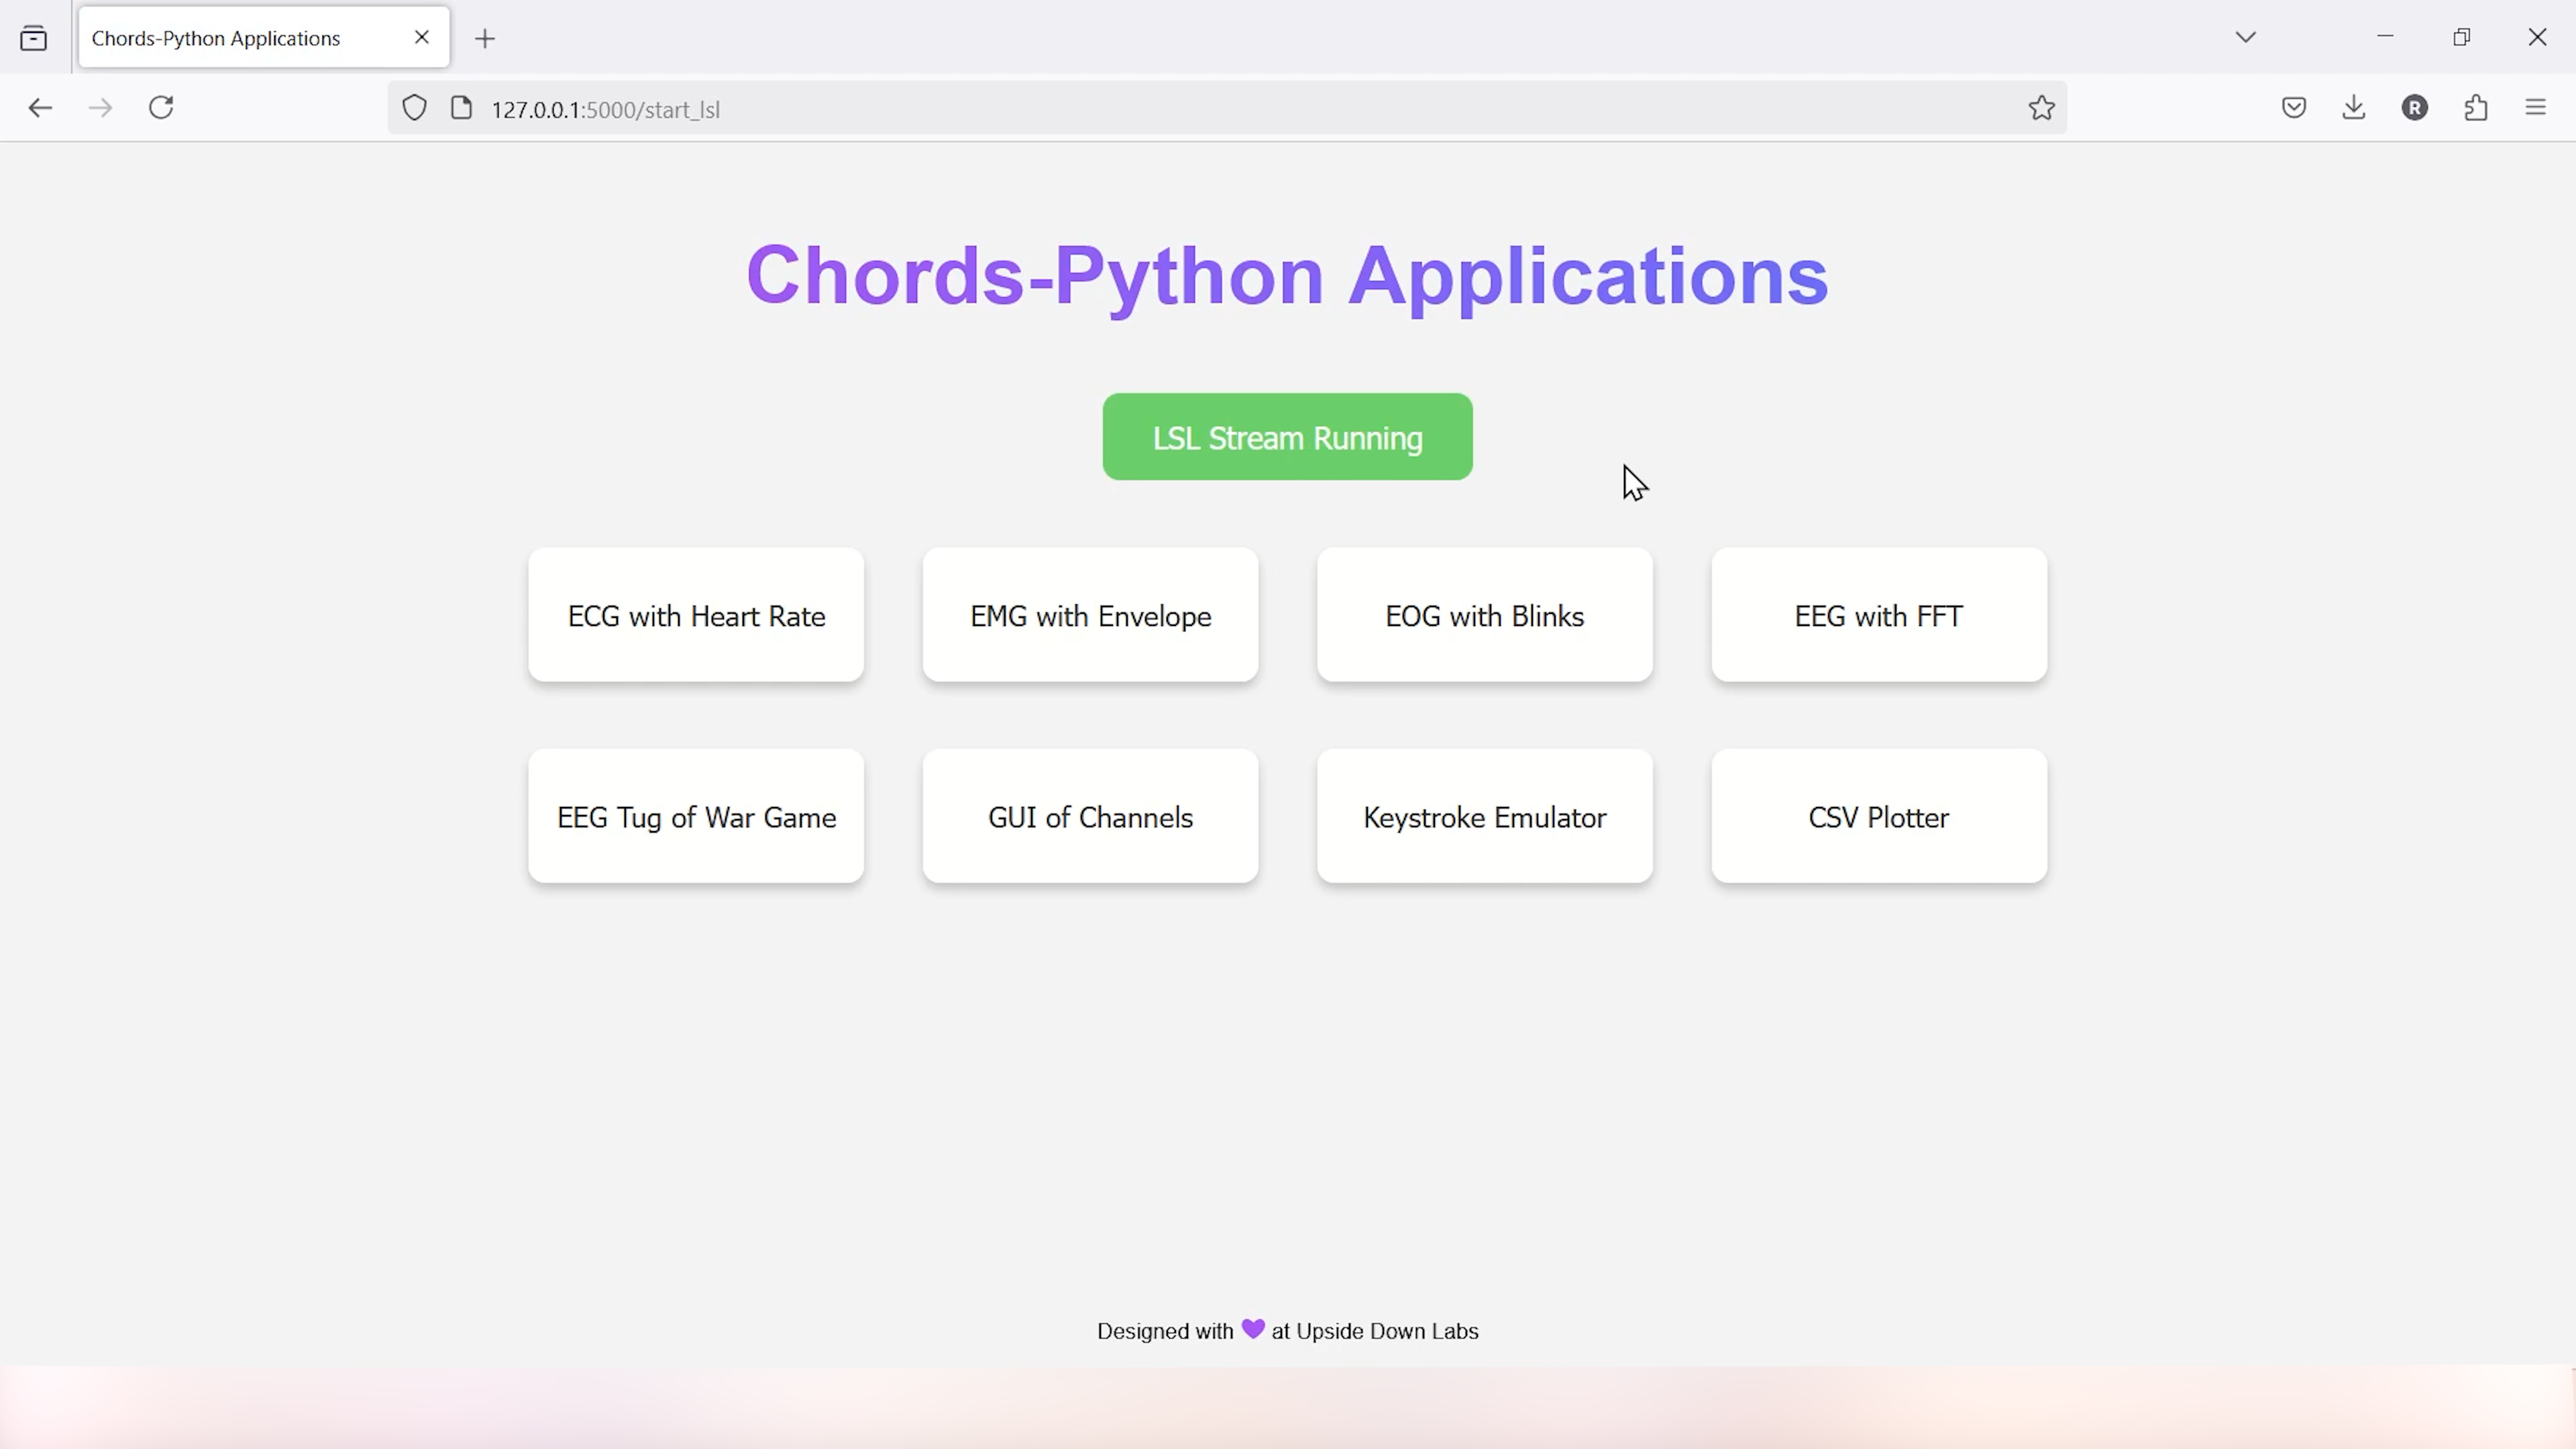 Chords-Python Applications
127.0.0.1:5000/start_lsl
R
Chords-Python Applications
LSL Stream Running
ECG with Heart Rate
EMG with Envelope
EOG with Blinks
EEG with FFT
EEG Tug of War Game
GUI of Channels
Keystroke Emulator
CSV Plotter
Designed with 💜 at Upside Down Labs